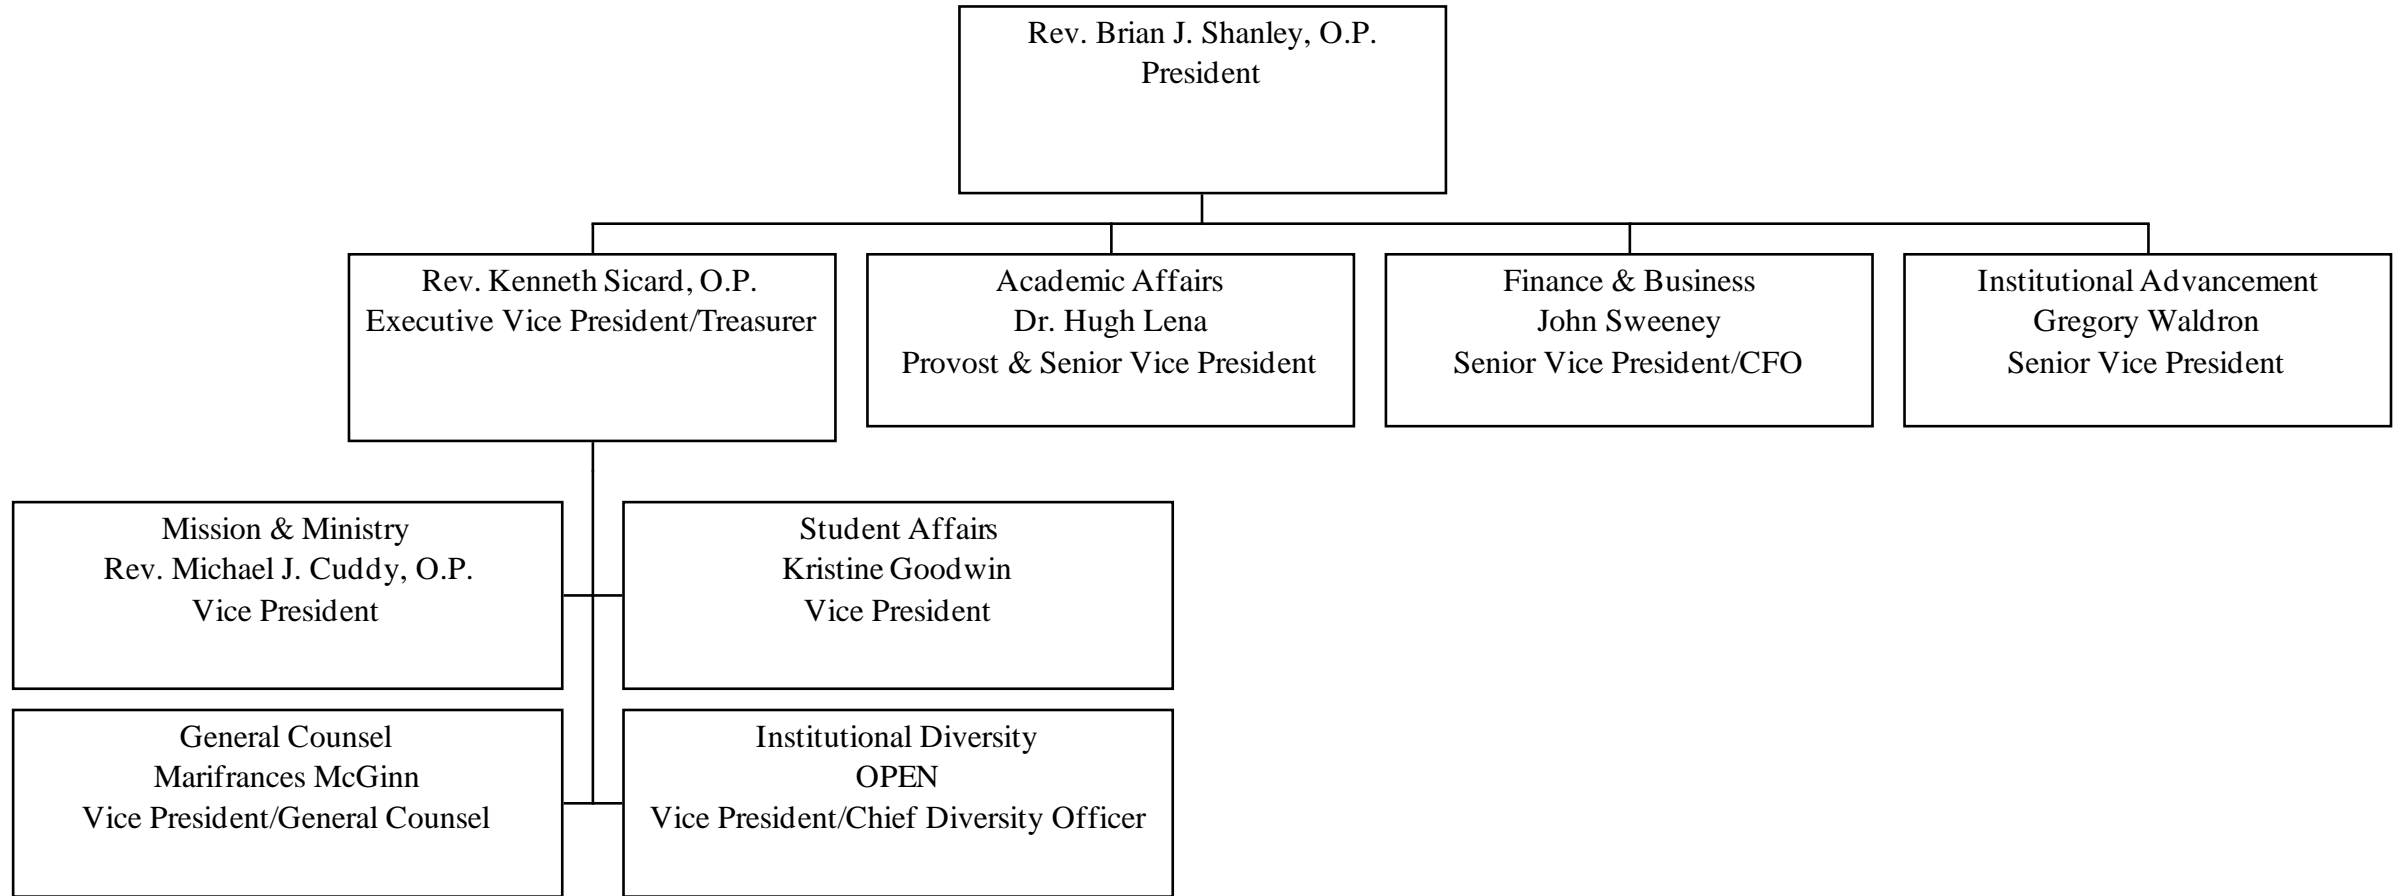 Rev. Brian J. Shanley, O.P.
President
Rev. Kenneth Sicard, O.P.
Executive Vice President/Treasurer
Academic Affairs
Dr. Hugh Lena
Provost & Senior Vice President
Finance & Business
John Sweeney
Senior Vice President/CFO
Institutional Advancement
Gregory Waldron
Senior Vice President
Mission & Ministry
Rev. Michael J. Cuddy, O.P.
Vice President
Student Affairs
Kristine Goodwin
Vice President
General Counsel
Marifrances McGinn
Vice President/General Counsel
Institutional Diversity
OPEN
Vice President/Chief Diversity Officer